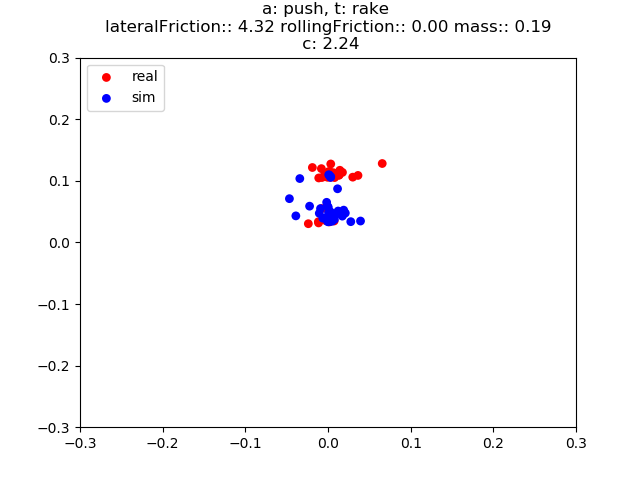 a: push, t: rake
lateralFriction:: 4.32 rollingFriction:: 0.00 mass:: 0.19
c: 2.24
real
sim
0.3
0.2
0.1
0.0
−0.1
−0.2
−0.3
−0.3
−0.2
−0.1
0.0
0.1
0.2
0.3